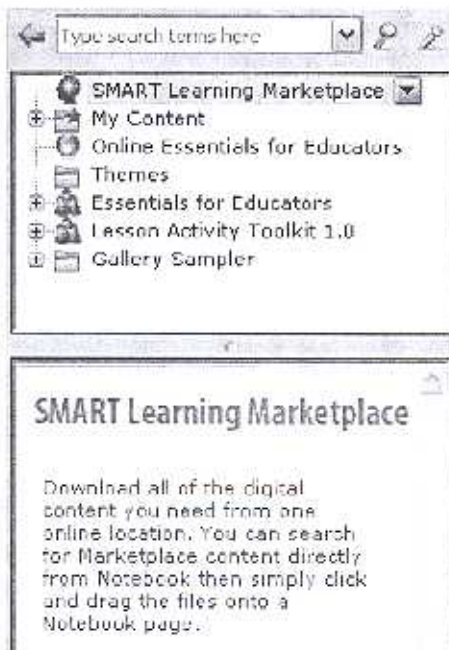 Type search terms here
SMART Learning Marketplace
My Content
Online Essentials for Educators
Themes
Essentials for Educators
Lesson Activity Toolkit 1.0
Gallery Sampler
SMART Learning Marketplace
Download all of the digital
content you need from one
online location. You can search
for Marketplace content directly
from Notebook then simply click
and drag the files onto a
Notebook page.